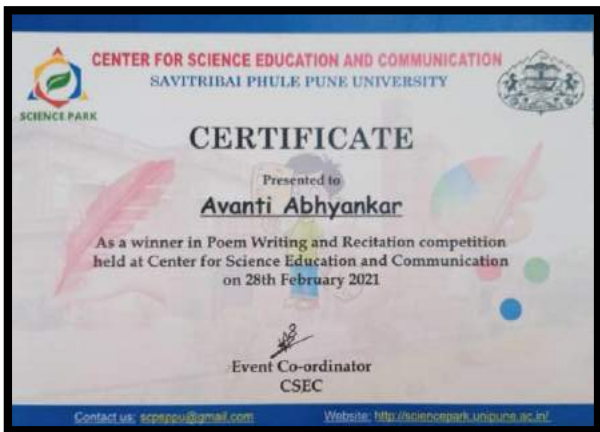 CENTER FOR SCIENCE EDUCATION AND COMMUNICATION
SAVITRIBAI PHULE PUNE UNIVERSITY
SCIENCE PARK
CERTIFICATE
Presented to
Avanti Abhyankar
As a winner in Poem Writing and Recitation competition
held at Center for Science Education and Communication
on 28th February 2021
Event Co-ordinator
CSEC
Contact us: scpsppu@gmail.com Website: http://sciencepark.unipune.ac.in/